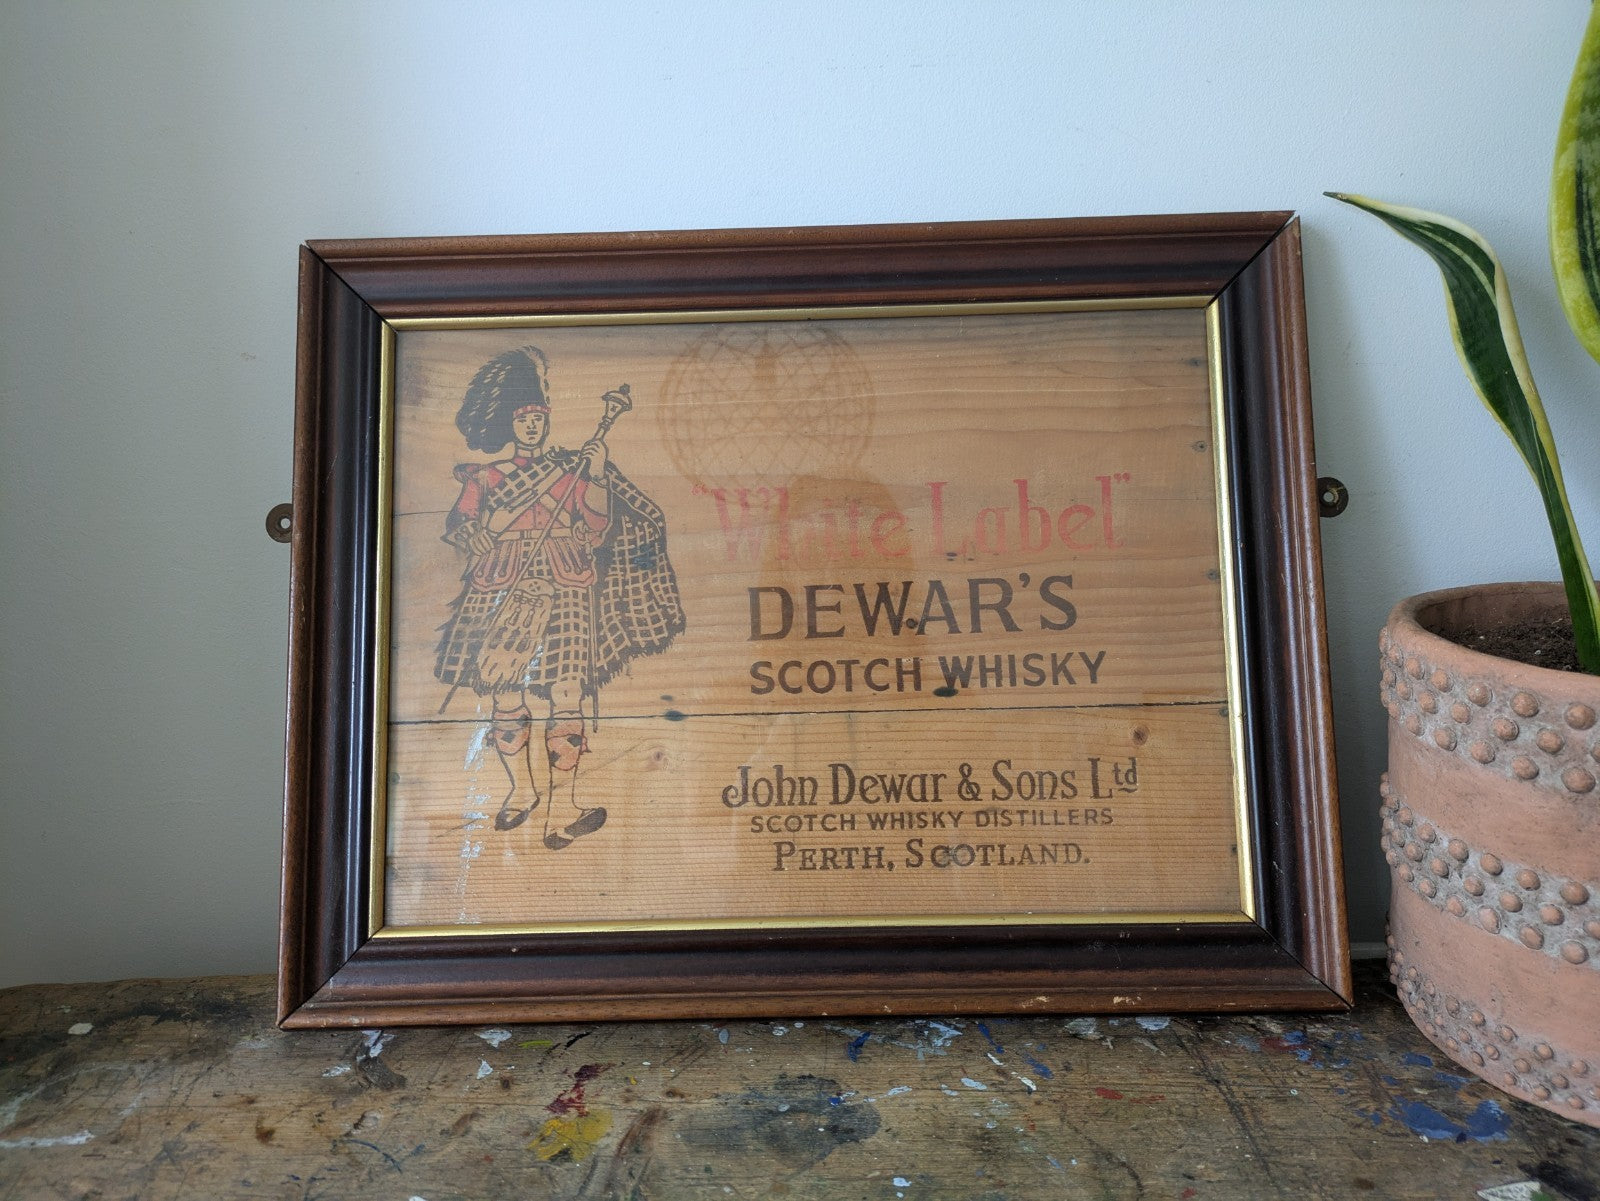 "White Label"
DEWAR'S
SCOTCH WHISKY
John Dewar & Sons Ltd
SCOTCH WHISKY DISTILLERS
PERTH, SCOTLAND.